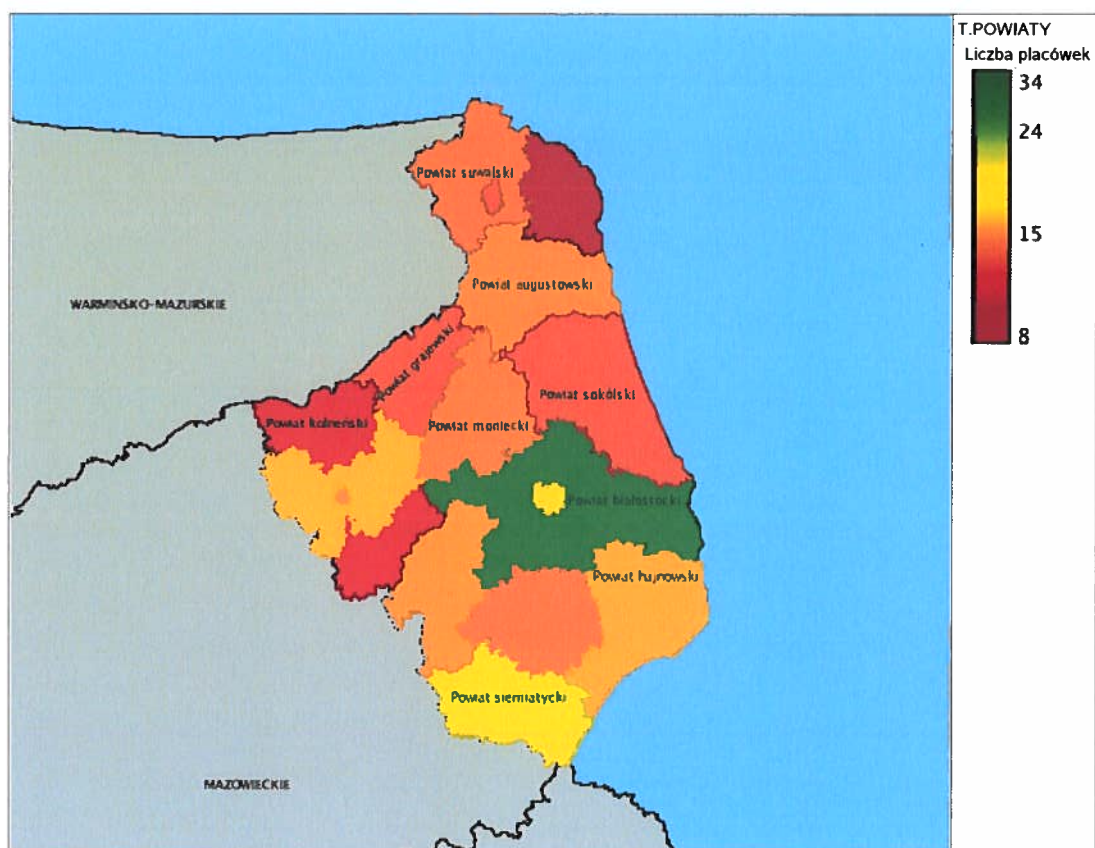 T.POWIATY
Liczba placówek
34
24
15
8
Powiat suwalski
Powiat augustowski
WARMIŃSKO-MAZURSKIE
Powiat grajewski
Powiat sokólski
Powiat kolneński
Powiat moniecki
Powiat białostocki
Powiat hajnowski
Powiat siemiatycki
MAZOWIECKIE